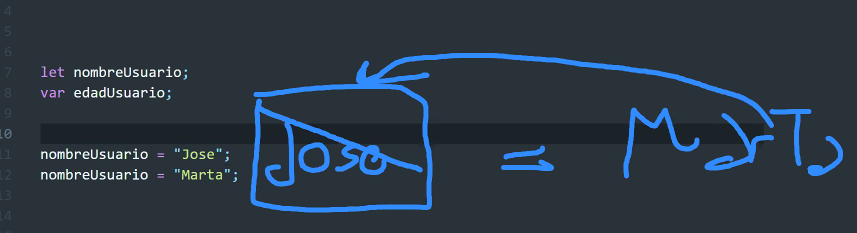 4
5
6
7 let nombreUsuario;
8 var edadUsuario;
9
10
11 nombreUsuario = "Jose";
12 nombreUsuario = "Marta";
13
14
Jose = MarTa